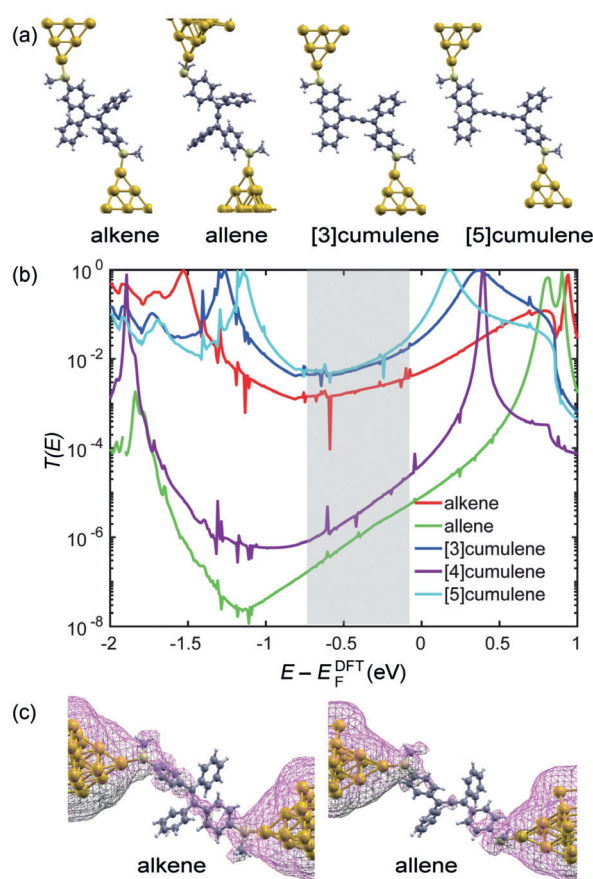 (a)
alkene allene [3]cumulene [5]cumulene
(b)
10^0
10^-2
10^-4
10^-6
10^-8
T(E)
alkene
allene
[3]cumulene
[4]cumulene
[5]cumulene
-2 -1.5 -1 -0.5 0 0.5 1
E – E_F^DFT (eV)
(c)
alkene allene